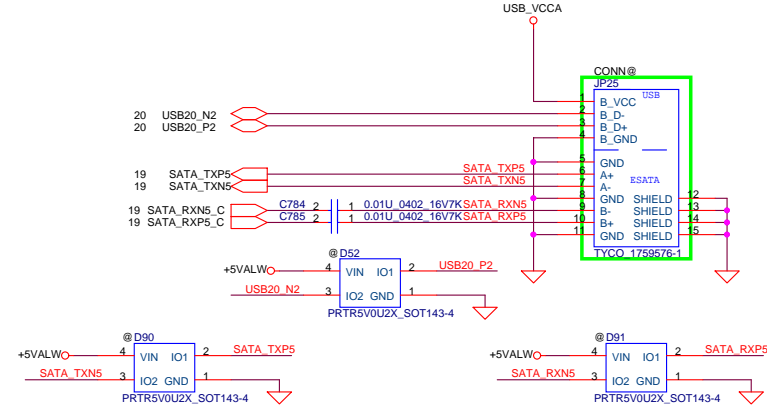 USB_VCCA
CONN@
JP25
USB
1 B_VCC
20 USB20_N2 2 B_D-
20 USB20_P2 3 B_D+
4 B_GND
5 GND
19 SATA_TXP5 SATA_TXP5 6 A+
19 SATA_TXN5 SATA_TXN5 7 A- ESATA
8 GND SHIELD 12
19 SATA_RXN5_C C784 2 1 0.01U_0402_16V7K SATA_RXN5 9 B- SHIELD 13
19 SATA_RXP5_C C785 2 1 0.01U_0402_16V7K SATA_RXP5 10 B+ SHIELD 14
11 GND SHIELD 15
TYCO_1759576-1
@ D52
+5VALW 4 VIN IO1 2 USB20_P2
USB20_N2 3 IO2 GND 1
PRTR5V0U2X_SOT143-4
@ D90
+5VALW 4 VIN IO1 2 SATA_TXP5
SATA_TXN5 3 IO2 GND 1
PRTR5V0U2X_SOT143-4
@ D91
+5VALW 4 VIN IO1 2 SATA_RXP5
SATA_RXN5 3 IO2 GND 1
PRTR5V0U2X_SOT143-4